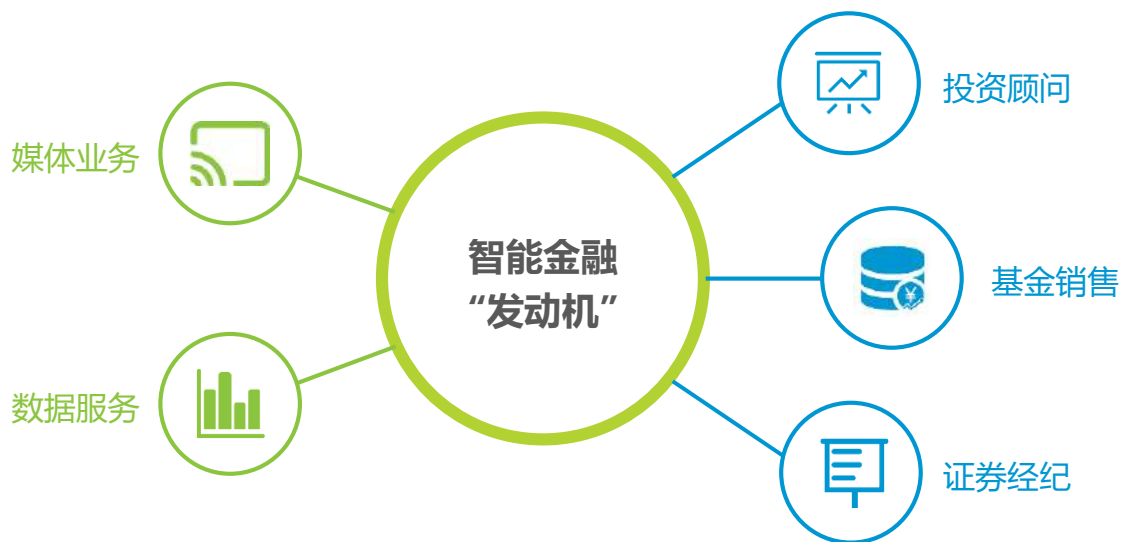 投资顾问
媒体业务
智能金融
“发动机”
基金销售
数据服务
证券经纪